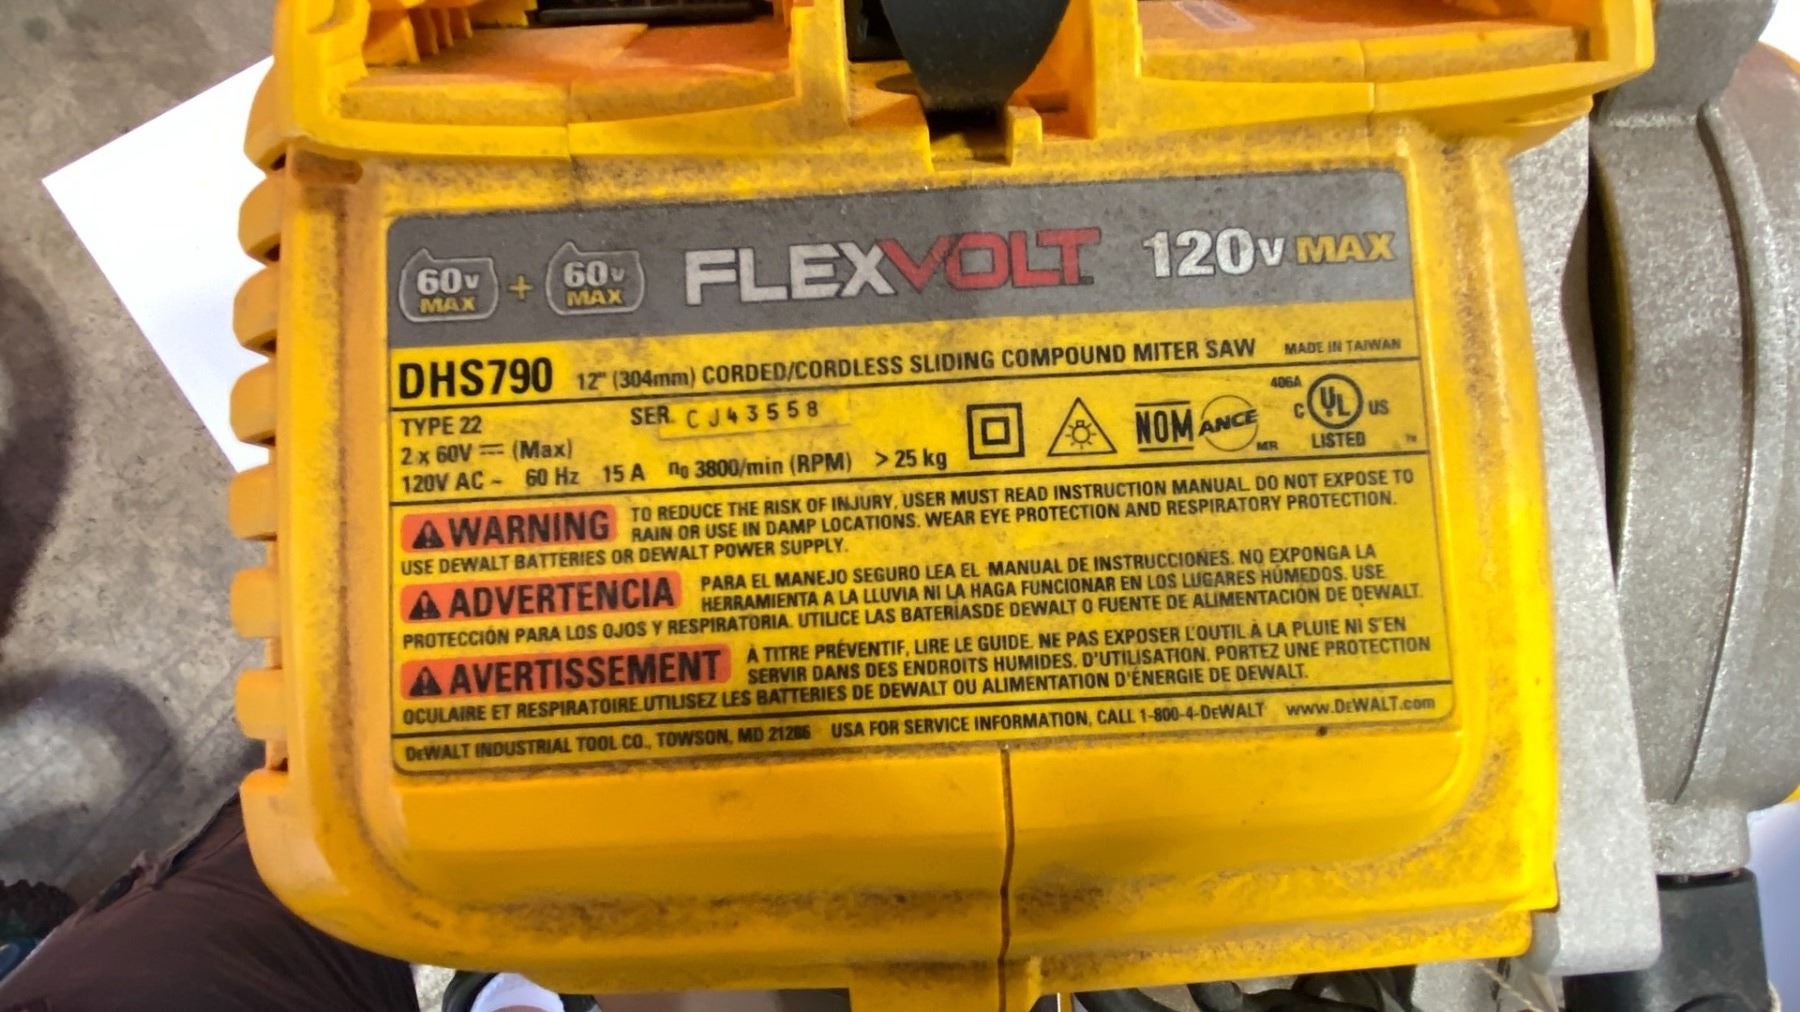 60V MAX + 60V MAX FLEXVOLT 120V MAX
DHS790 12" (304mm) CORDED/CORDLESS SLIDING COMPOUND MITER SAW MADE IN TAIWAN
TYPE 22 SER. CJ43558
2 x 60V ⎓ (Max)
120V AC ~ 60 Hz 15 A n0 3800/min (RPM) > 25 kg
NOM ANCE MR
406A
C UL US
LISTED ™
⚠WARNING TO REDUCE THE RISK OF INJURY, USER MUST READ INSTRUCTION MANUAL. DO NOT EXPOSE TO
RAIN OR USE IN DAMP LOCATIONS. WEAR EYE PROTECTION AND RESPIRATORY PROTECTION.
USE DEWALT BATTERIES OR DEWALT POWER SUPPLY.
⚠ADVERTENCIA PARA EL MANEJO SEGURO LEA EL MANUAL DE INSTRUCCIONES. NO EXPONGA LA
HERRAMIENTA A LA LLUVIA NI LA HAGA FUNCIONAR EN LOS LUGARES HÚMEDOS. USE
PROTECCIÓN PARA LOS OJOS Y RESPIRATORIA. UTILICE LAS BATERÍASDE DEWALT O FUENTE DE ALIMENTACIÓN DE DEWALT.
⚠AVERTISSEMENT À TITRE PRÉVENTIF, LIRE LE GUIDE. NE PAS EXPOSER L'OUTIL À LA PLUIE NI S'EN
SERVIR DANS DES ENDROITS HUMIDES. D'UTILISATION. PORTEZ UNE PROTECTION
OCULAIRE ET RESPIRATOIRE.UTILISEZ LES BATTERIES DE DEWALT OU ALIMENTATION D'ÉNERGIE DE DEWALT.
DEWALT INDUSTRIAL TOOL CO., TOWSON, MD 21286 USA FOR SERVICE INFORMATION, CALL 1-800-4-DEWALT www.DEWALT.com